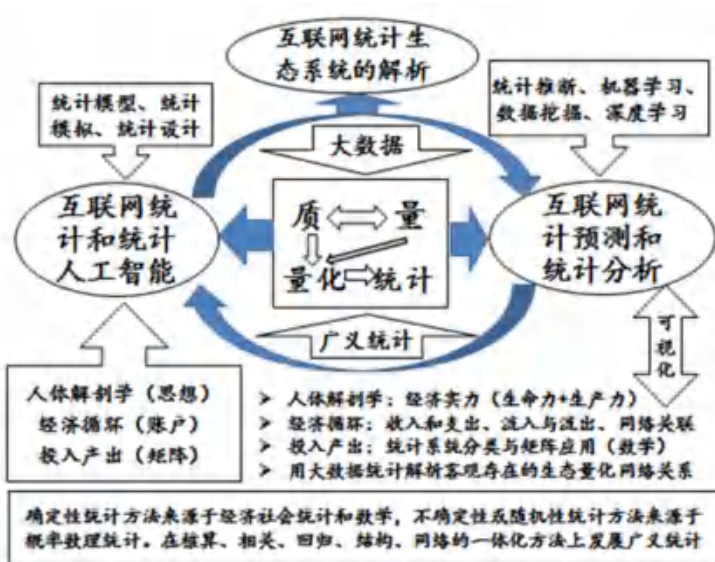 互联网统计生
态系统的解析
统计模型、统计
模拟、统计设计
统计推断、机器学习、
数据挖掘、深度学习
大数据
互联网统
计和统计
人工智能
质
量
量化
统计
互联网统
计预测和
统计分析
广义统计
可
视
化
人体解剖学（思想）
经济循环（账户）
投入产出（矩阵）
➢ 人体解剖学：经济实力（生命力+生产力）
➢ 经济循环：收入和支出、流入与流出、网络关联
➢ 投入产出：统计系统分类与矩阵应用（数学）
➢ 用大数据统计解析客观存在的生态量化网络关系
确定性统计方法来源于经济社会统计和数学，不确定性或随机性统计方法来源于
概率数理统计。在核算、相关、回归、结构、网络的一体化方法上发展广义统计